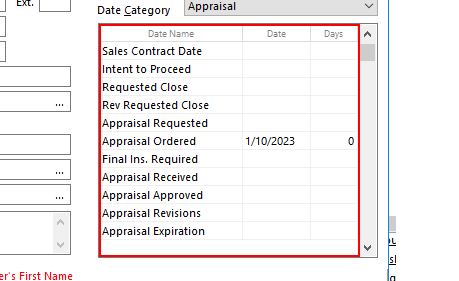 Ext.
Date Category Appraisal
Date Name Date Days
Sales Contract Date
Intent to Proceed
Requested Close
Rev Requested Close
Appraisal Requested
Appraisal Ordered 1/10/2023 0
Final Ins. Required
Appraisal Received
Appraisal Approved
Appraisal Revisions
Appraisal Expiration
...
...
...
er's First Name